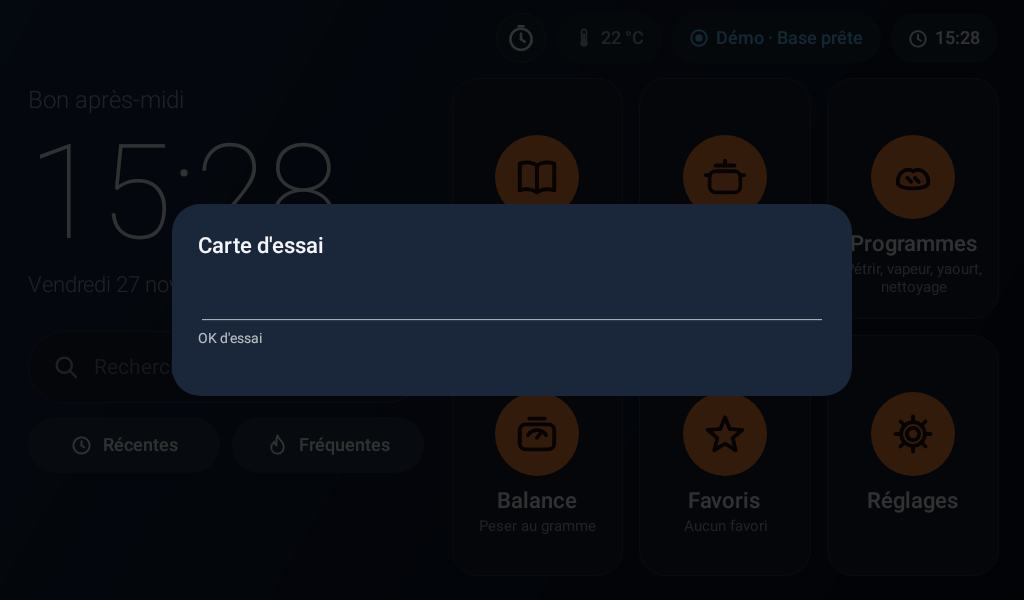 22 °C
Démo · Base prête
15:28
Bon après-midi
15:28
Vendredi 27 nov
Recherc
Récentes
Fréquentes
Carte d'essai
OK d'essai
Programmes
étrir, vapeur, yaourt,
nettoyage
Balance
Peser au gramme
Favoris
Aucun favori
Réglages